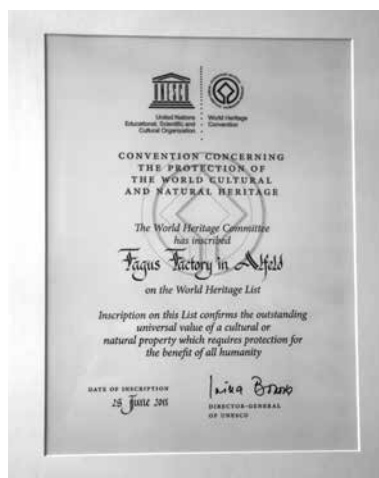 United Nations
Educational, Scientific and
Cultural Organization
World Heritage
Convention
CONVENTION CONCERNING
THE PROTECTION OF
THE WORLD CULTURAL
AND NATURAL HERITAGE
The World Heritage Committee
has inscribed
Fagus Factory in Alfeld
on the World Heritage List
Inscription on this List confirms the outstanding
universal value of a cultural or
natural property which requires protection for
the benefit of all humanity
DATE OF INSCRIPTION
June
Irina Bokova
DIRECTOR-GENERAL
OF UNESCO